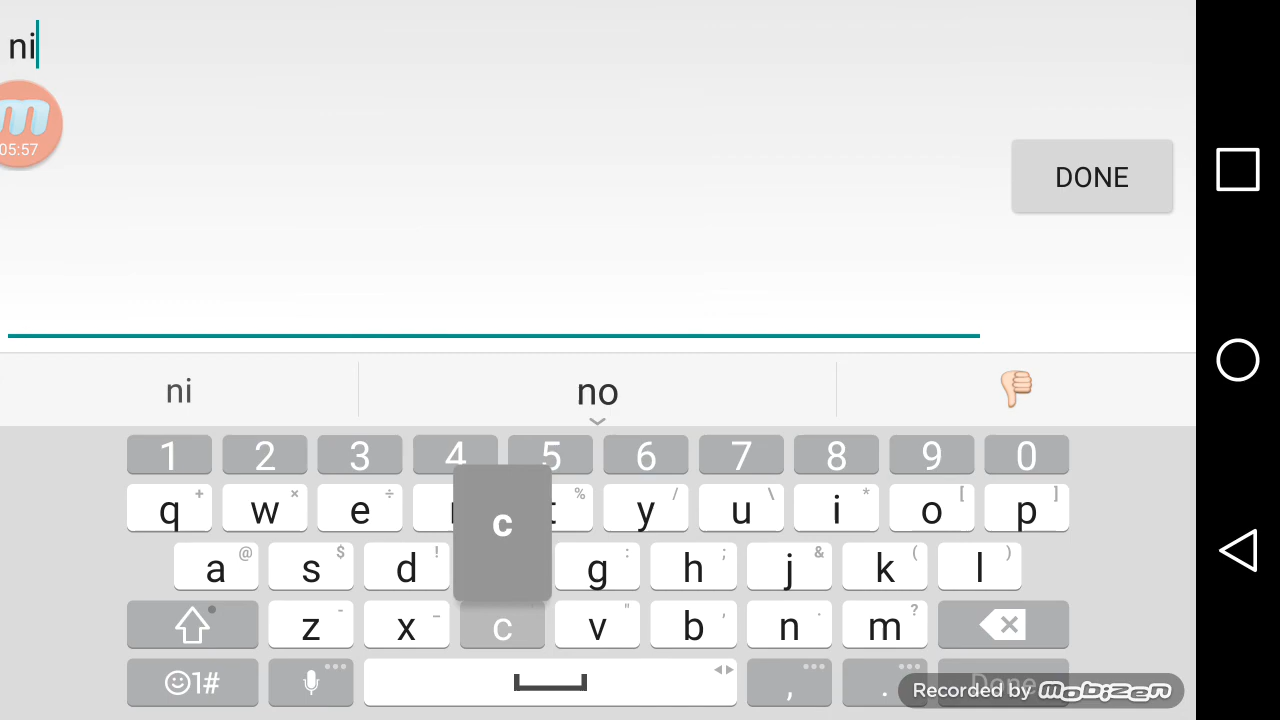 ni
m
05:57
DONE
ni no
1 2 3 4 5 6 7 8 9 0
q + w × e ÷ t % y / u \ i * o [ p ]
c
a @ s $ d ! g : h ; j & k ( l )
z - x _ c v " b , n . m ?
☺1# , . Done
Recorded by mobizen